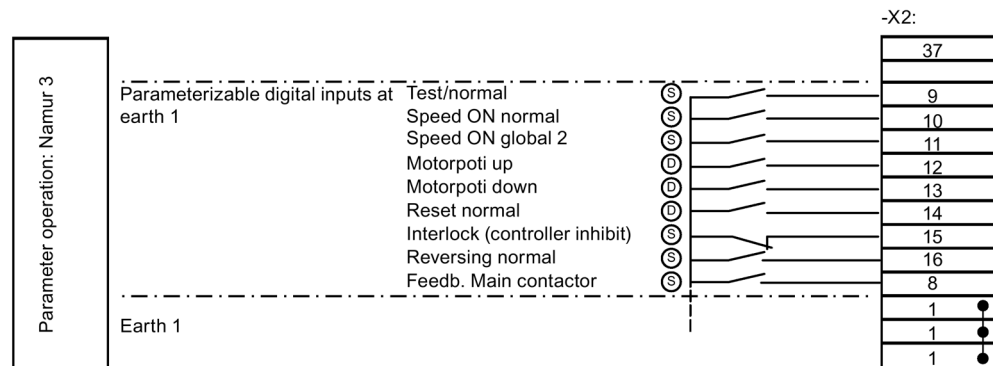 -X2:
37
Parameter operation: Namur 3
Parameterizable digital inputs at
earth 1
Test/normal S 9
Speed ON normal S 10
Speed ON global 2 S 11
Motorpoti up D 12
Motorpoti down D 13
Reset normal D 14
Interlock (controller inhibit) S 15
Reversing normal S 16
Feedb. Main contactor S 8
Earth 1
1
1
1